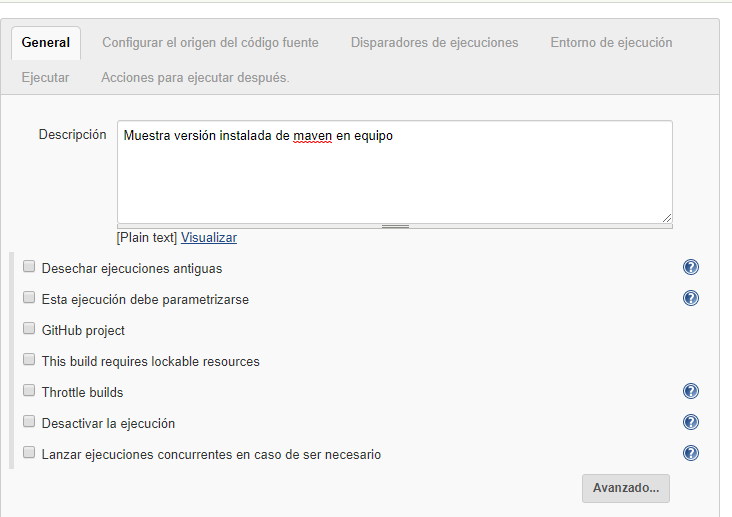 General Configurar el origen del código fuente Disparadores de ejecuciones Entorno de ejecución
Ejecutar Acciones para ejecutar después.
Descripción Muestra versión instalada de maven en equipo
[Plain text] Visualizar
Desechar ejecuciones antiguas
Esta ejecución debe parametrizarse
GitHub project
This build requires lockable resources
Throttle builds
Desactivar la ejecución
Lanzar ejecuciones concurrentes en caso de ser necesario
Avanzado...